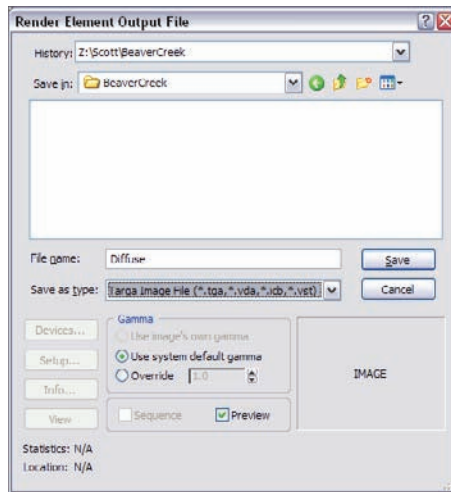 Render Element Output File
History: Z:\Scott\BeaverCreek
Save in: BeaverCreek
File name: Diffuse
Save
Save as type: Targa Image File (*.tga,*.vda,*.icb,*.vst)
Cancel
Devices...
Setup...
Info...
View
Gamma
Use image's own gamma
Use system default gamma
Override 1.0
Sequence
Preview
IMAGE
Statistics: N/A
Location: N/A